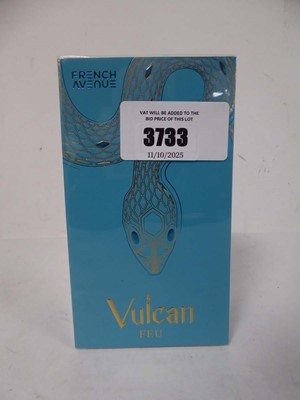 FRENCH
AVENUE
VAT WILL BE ADDED TO THE
BID PRICE OF THIS LOT
3733
11/10/2025
Vulcan
FEU